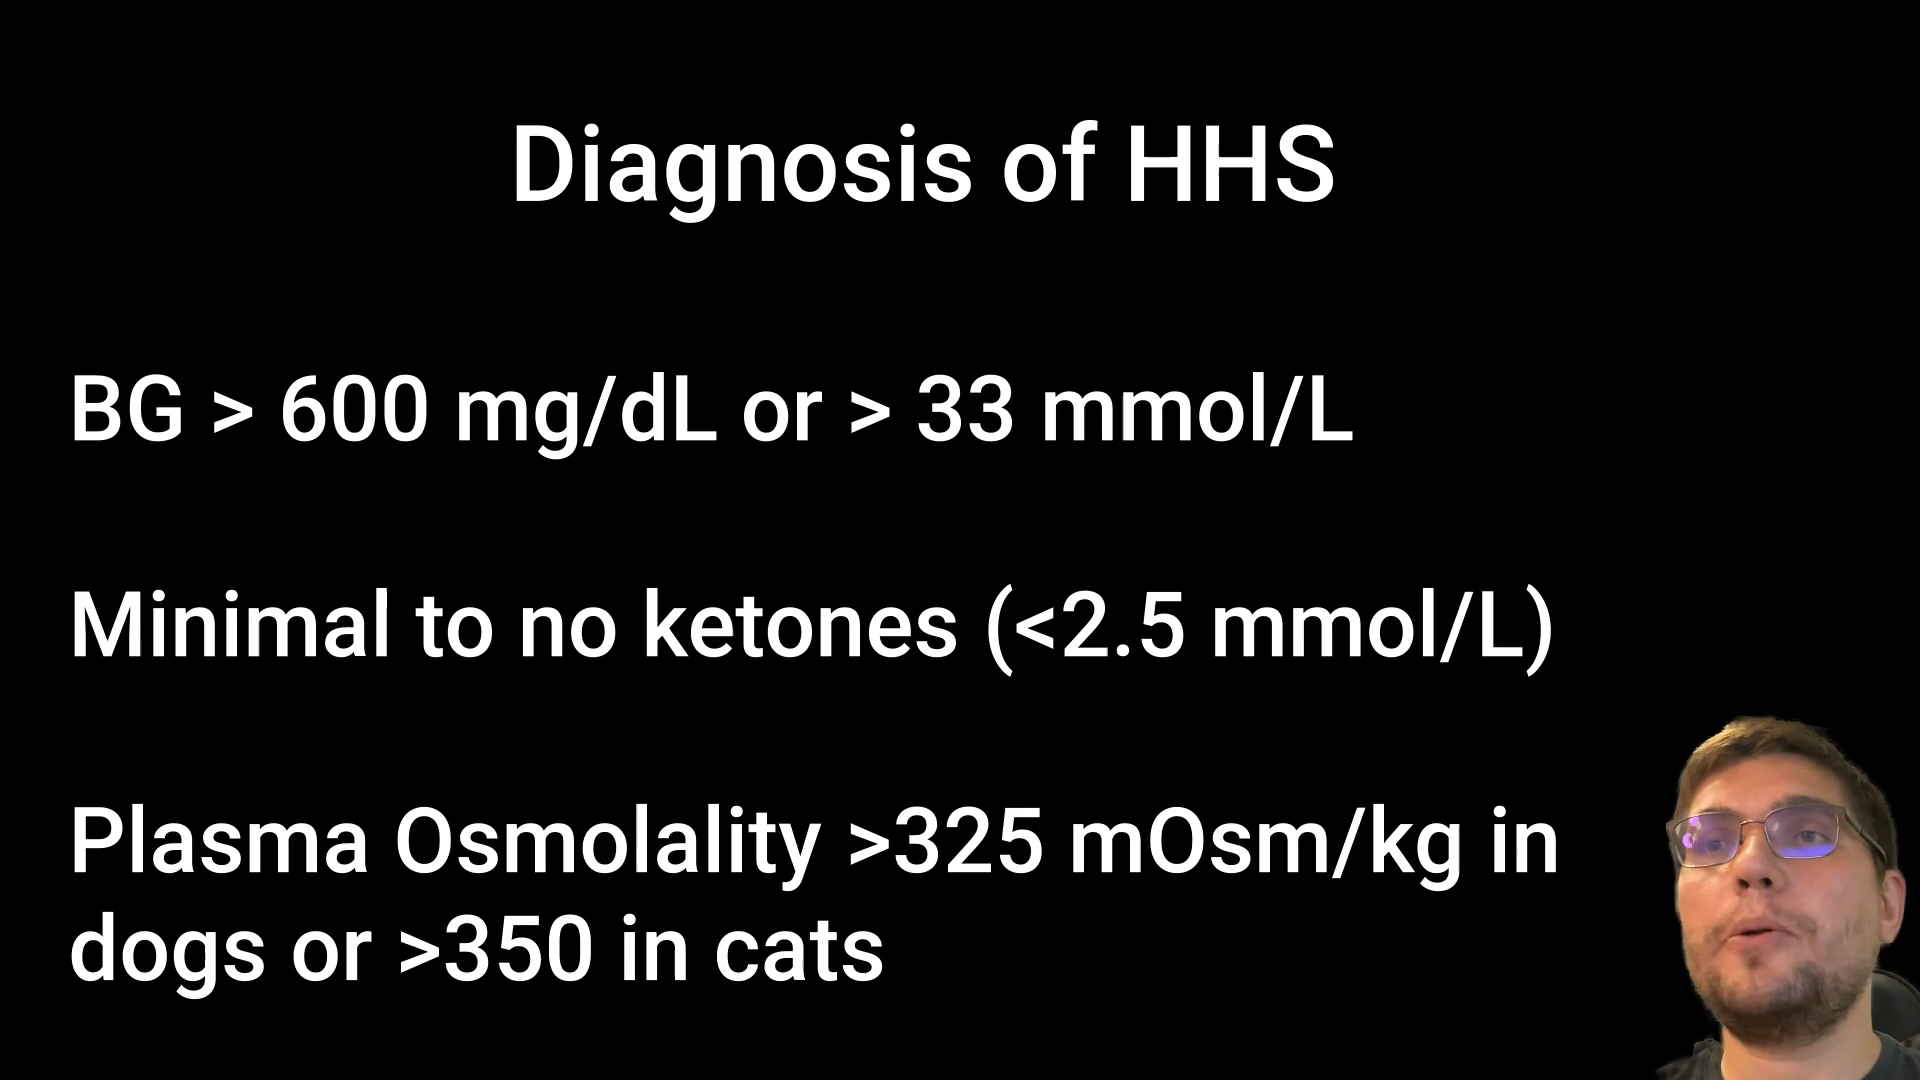 Diagnosis of HHS
BG > 600 mg/dL or > 33 mmol/L
Minimal to no ketones (<2.5 mmol/L)
Plasma Osmolality >325 mOsm/kg in
dogs or >350 in cats